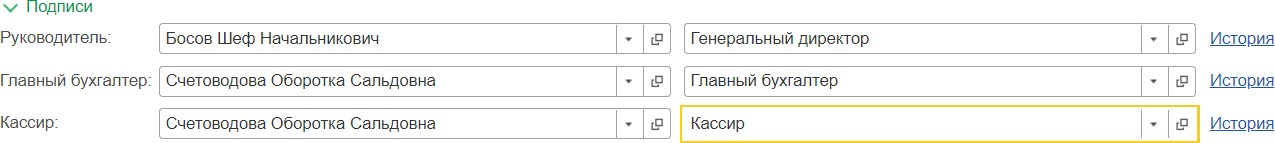 Подписи
Руководитель: Босов Шеф Начальникович Генеральный директор История
Главный бухгалтер: Счетоводова Оборотка Сальдовна Главный бухгалтер История
Кассир: Счетоводова Оборотка Сальдовна Кассир История